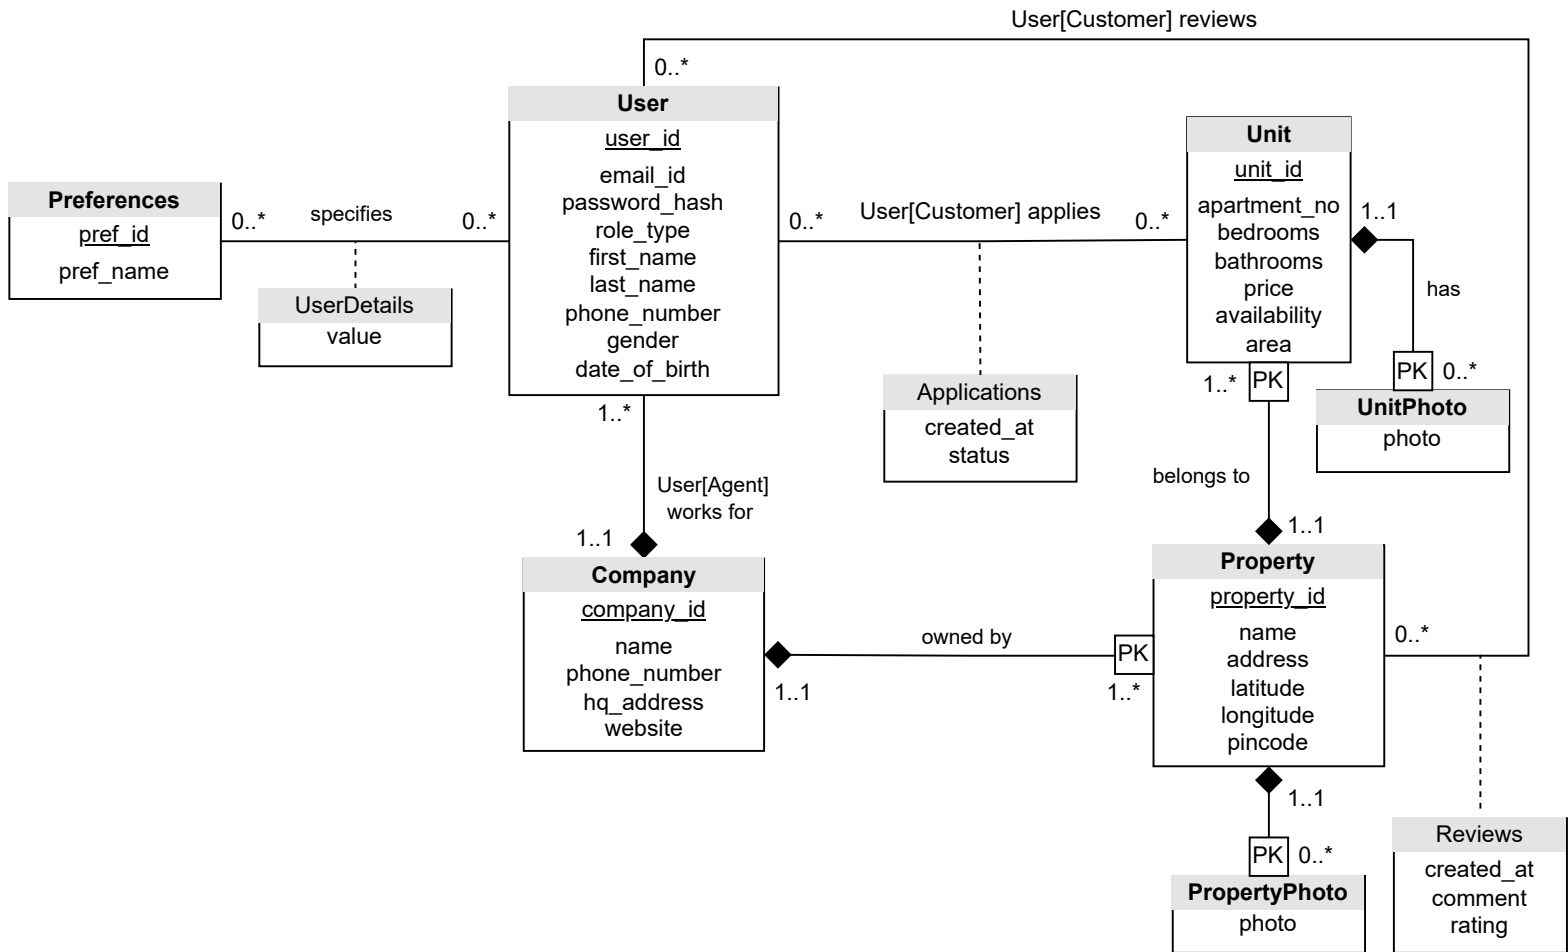 User[Customer] reviews
0..*
User
user_id
email_id
password_hash
role_type
first_name
last_name
phone_number
gender
date_of_birth
1..*
Preferences
pref_id
pref_name
0..*
specifies
0..*
UserDetails
value
0..*
User[Customer] applies
0..*
Applications
created_at
status
Unit
unit_id
apartment_no
bedrooms
bathrooms
price
availability
area
1..1
has
PK
0..*
UnitPhoto
photo
1..*
PK
belongs to
1..1
User[Agent]
works for
1..1
Company
company_id
name
phone_number
hq_address
website
1..1
owned by
PK
1..*
Property
property_id
name
address
latitude
longitude
pincode
0..*
1..1
PK
0..*
PropertyPhoto
photo
Reviews
created_at
comment
rating